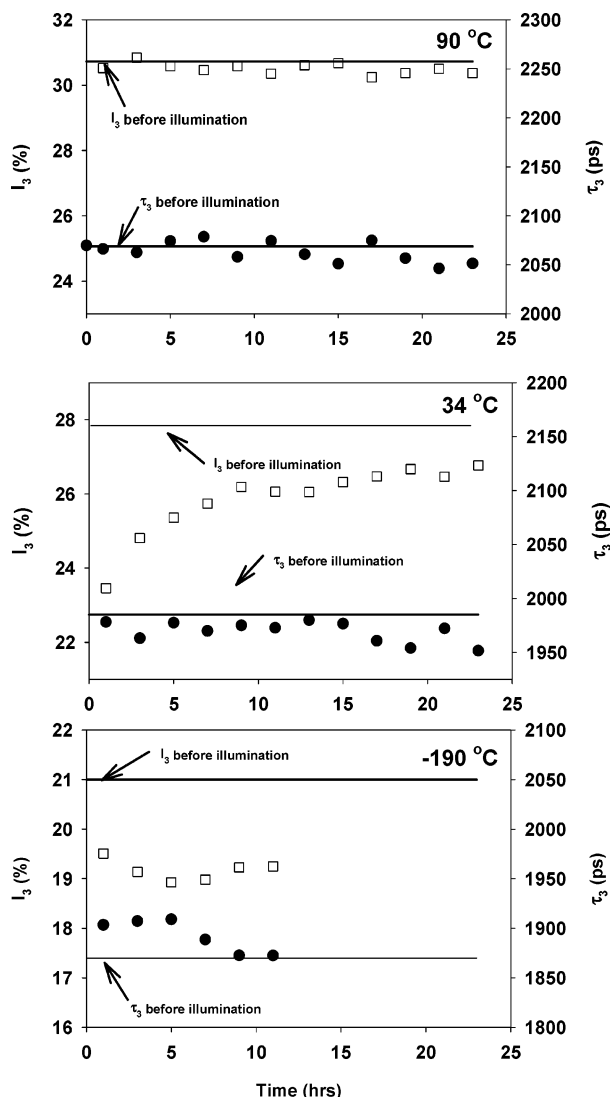 90 °C
32
30
28
26
24
I₃ (%)
2300
2250
2200
2150
2100
2050
2000
τ₃ (ps)
I₃ before illumination
τ₃ before illumination
0 5 10 15 20 25
34 °C
28
26
24
22
I₃ (%)
2200
2150
2100
2050
2000
1950
τ₃ (ps)
I₃ before illumination
τ₃ before illumination
0 5 10 15 20 25
-190 °C
22
21
20
19
18
17
16
I₃ (%)
2100
2050
2000
1950
1900
1850
1800
τ₃ (ps)
I₃ before illumination
τ₃ before illumination
0 5 10 15 20 25
Time (hrs)